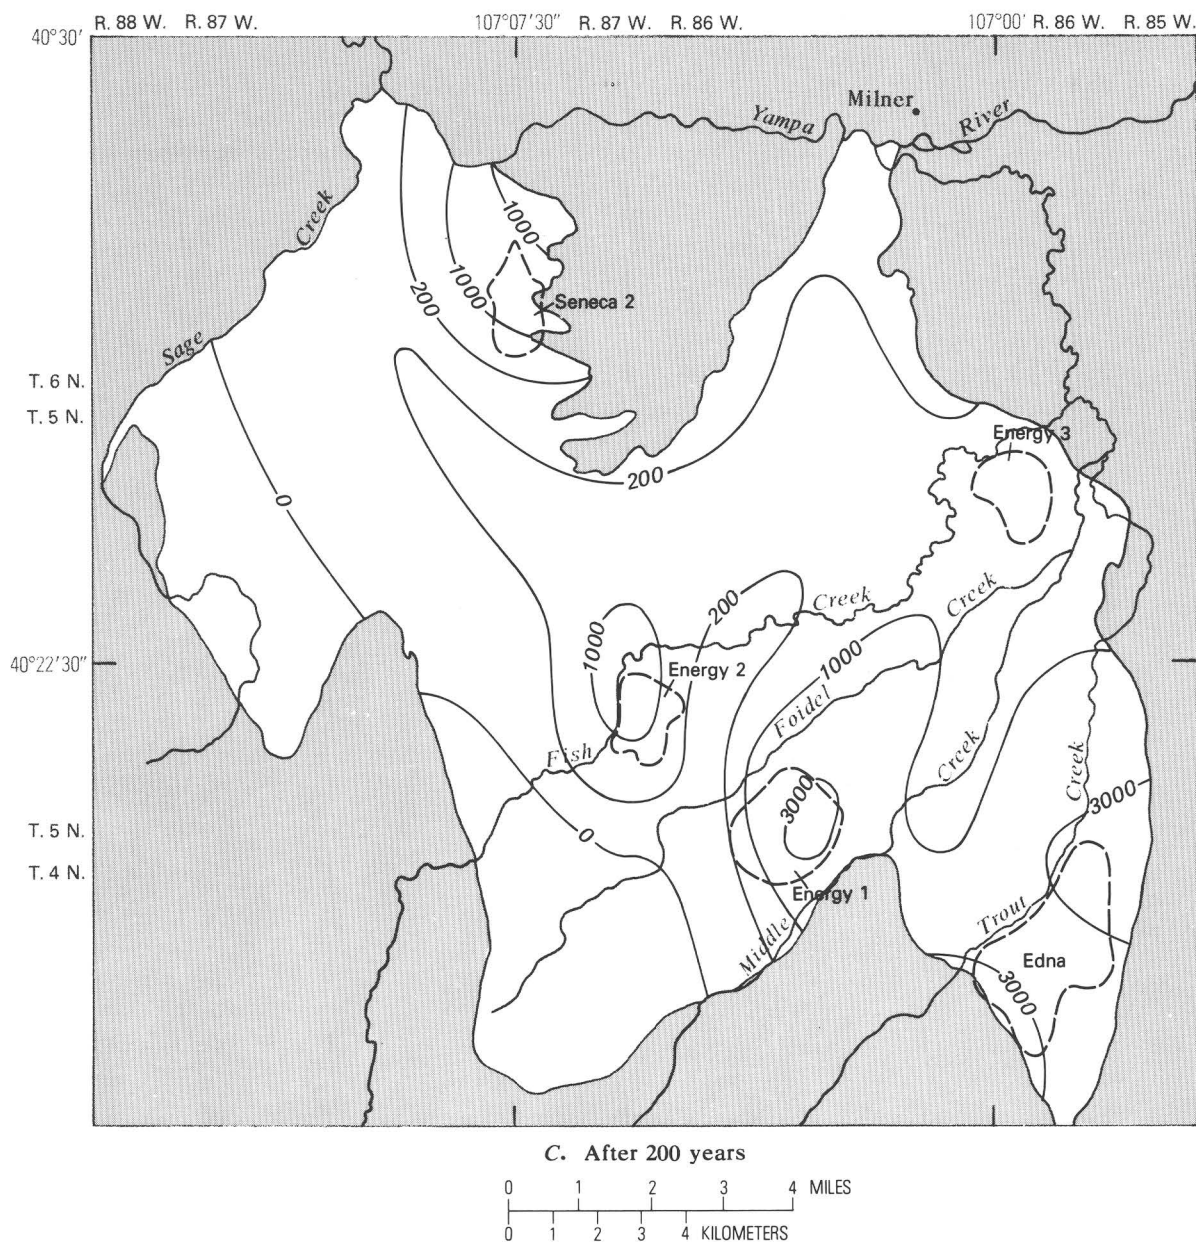 R. 88 W. R. 87 W. 107°07'30" R. 87 W. R. 86 W. 107°00' R. 86 W. R. 85 W.
40°30'
Milner
Yampa
River
Creek
1000
1000
200
Seneca 2
Sage
T. 6 N.
T. 5 N.
Energy 3
200
0
Creek
Creek
200
1000
1000
40°22'30"
Energy 2
Foidel
Fish
Creek
Creek
3000
3000
T. 5 N.
0
T. 4 N.
Energy 1
Trout
Middle
Edna
3000
C. After 200 years
0 1 2 3 4 MILES
0 1 2 3 4 KILOMETERS